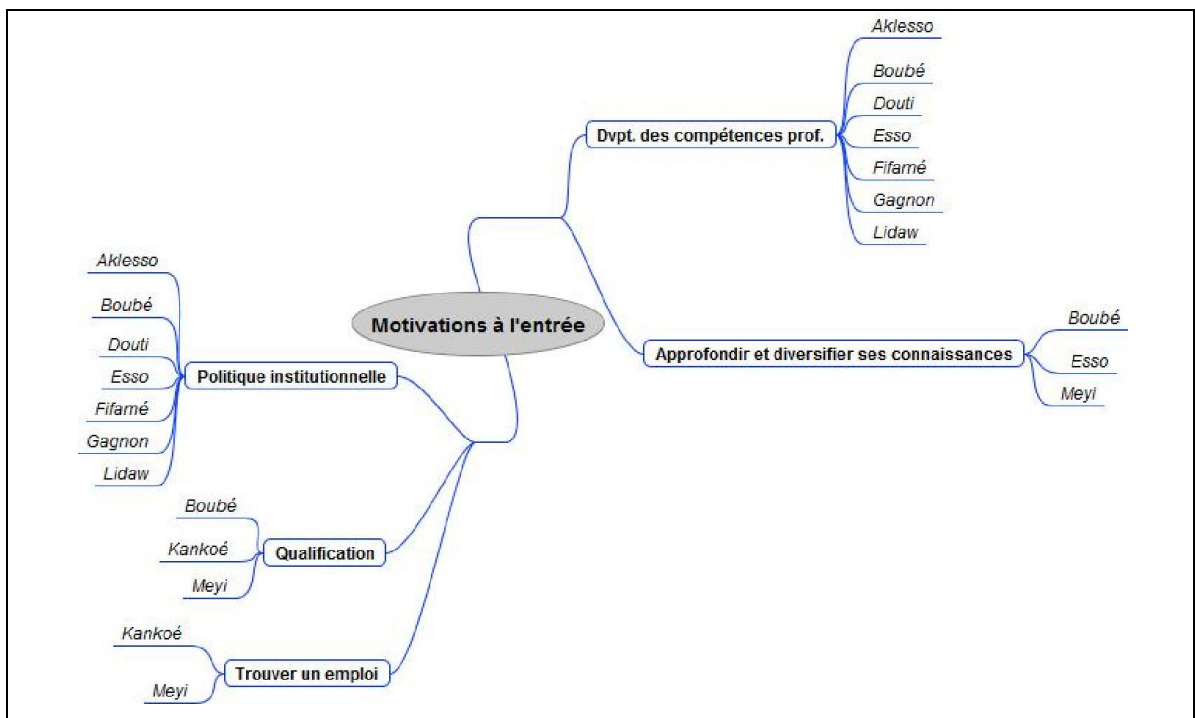 Motivations à l'entrée
Dvpt. des compétences prof.
Aklesso
Boubé
Douti
Esso
Fifamé
Gagnon
Lidaw
Approfondir et diversifier ses connaissances
Boubé
Esso
Meyi
Politique institutionnelle
Aklesso
Boubé
Douti
Esso
Fifamé
Gagnon
Lidaw
Qualification
Boubé
Kankoé
Meyi
Trouver un emploi
Kankoé
Meyi